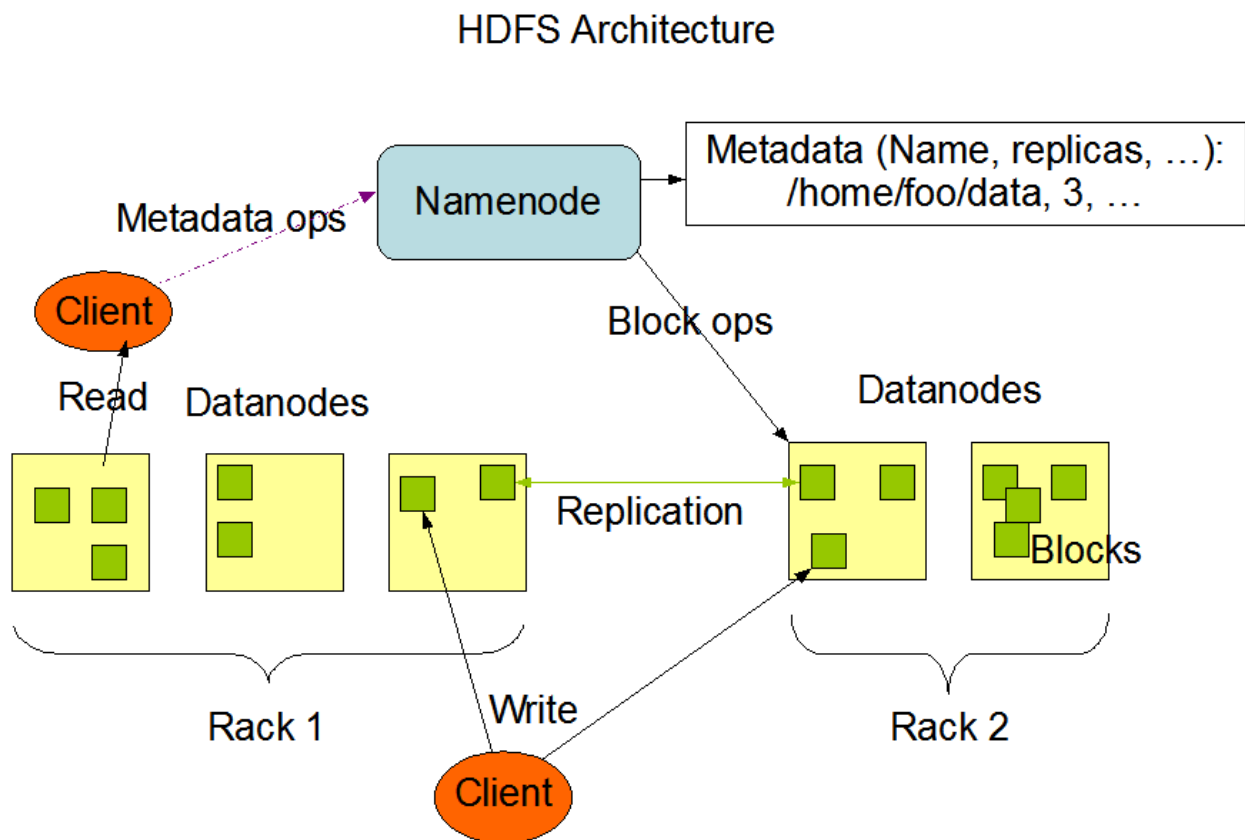 HDFS Architecture
Metadata (Name, replicas, …):
/home/foo/data, 3, …
Namenode
Metadata ops
Client
Block ops
Read
Datanodes
Datanodes
Replication
Blocks
Rack 1
Write
Rack 2
Client